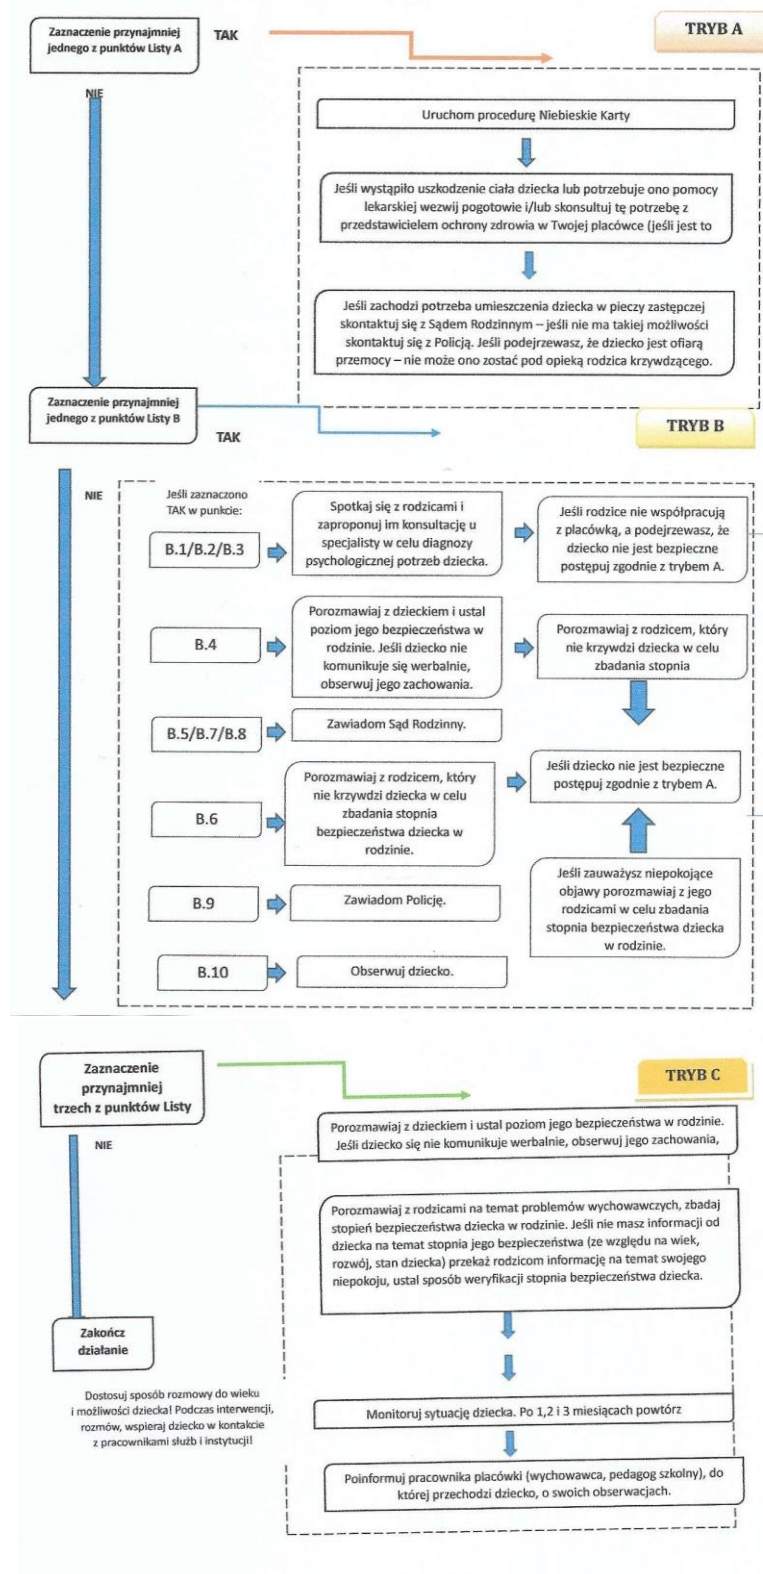 Zaznaczenie przynajmniej
jednego z punktów Listy A
TAK
TRYB A
NIE
Uruchom procedurę Niebieskie Karty
Jeśli wystąpiło uszkodzenie ciała dziecka lub potrzebuje ono pomocy
lekarskiej wezwij pogotowie i/lub skonsultuj tę potrzebę z
przedstawicielem ochrony zdrowia w Twojej placówce (jeśli jest to
Jeśli zachodzi potrzeba umieszczenia dziecka w pieczy zastępczej
skontaktuj się z Sądem Rodzinnym – jeśli nie ma takiej możliwości
skontaktuj się z Policją. Jeśli podejrzewasz, że dziecko jest ofiarą
przemocy – nie może ono zostać pod opieką rodzica krzywdzącego.
Zaznaczenie przynajmniej
jednego z punktów Listy B
TAK
TRYB B
NIE
Jeśli zaznaczono
TAK w punkcie:
B.1/B.2/B.3
Spotkaj się z rodzicami i
zaproponuj im konsultację u
specjalisty w celu diagnozy
psychologicznej potrzeb dziecka.
Jeśli rodzice nie współpracują
z placówką, a podejrzewasz, że
dziecko nie jest bezpieczne
postępuj zgodnie z trybem A.
B.4
Porozmawiaj z dzieckiem i ustal
poziom jego bezpieczeństwa w
rodzinie. Jeśli dziecko nie
komunikuje się werbalnie,
obserwuj jego zachowania.
Porozmawiaj z rodzicem, który
nie krzywdzi dziecka w celu
zbadania stopnia
B.5/B.7/B.8
Zawiadom Sąd Rodzinny.
Jeśli dziecko nie jest bezpieczne
postępuj zgodnie z trybem A.
B.6
Porozmawiaj z rodzicem, który
nie krzywdzi dziecka w celu
zbadania stopnia
bezpieczeństwa dziecka w
rodzinie.
Jeśli zauważysz niepokojące
objawy porozmawiaj z jego
rodzicami w celu zbadania
stopnia bezpieczeństwa dziecka
w rodzinie.
B.9
Zawiadom Policję.
B.10
Obserwuj dziecko.
Zaznaczenie
przynajmniej
trzech z punktów Listy
TRYB C
NIE
Porozmawiaj z dzieckiem i ustal poziom jego bezpieczeństwa w rodzinie.
Jeśli dziecko się nie komunikuje werbalnie, obserwuj jego zachowania,
Porozmawiaj z rodzicami na temat problemów wychowawczych, zbadaj
stopień bezpieczeństwa dziecka w rodzinie. Jeśli nie masz informacji od
dziecka na temat stopnia jego bezpieczeństwa (ze względu na wiek,
rozwój, stan dziecka) przekaż rodzicom informację na temat swojego
niepokoju, ustal sposób weryfikacji stopnia bezpieczeństwa dziecka.
Zakończ
działanie
Dostosuj sposób rozmowy do wieku
i możliwości dziecka! Podczas interwencji,
rozmów, wspieraj dziecko w kontakcie
z pracownikami służb i instytucji!
Monitoruj sytuację dziecka. Po 1,2 i 3 miesiącach powtórz
Poinformuj pracownika placówki (wychowawca, pedagog szkolny), do
której przechodzi dziecko, o swoich obserwacjach.